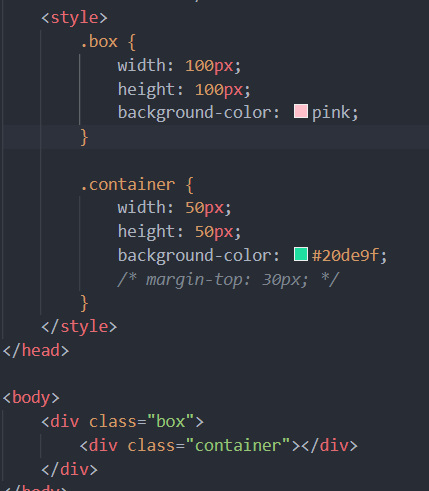 <style>
.box {
width: 100px;
height: 100px;
background-color: pink;
}
.container {
width: 50px;
height: 50px;
background-color: #20de9f;
/* margin-top: 30px; */
}
</style>
</head>
<body>
<div class="box">
<div class="container"></div>
</div>